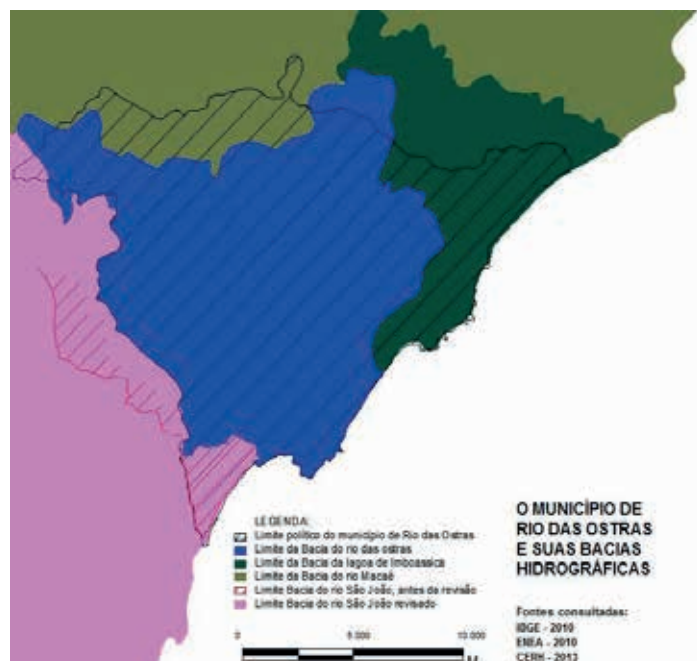 LEGENDA:
Limite político do município de Rio das Ostras
Limite da Bacia do rio das ostras
Limite da Bacia da lagoa de Imboassica
Limite da Bacia do rio Macaé
Limite Bacia do rio São João, antes da revisão
Limite Bacia do rio São João revisado
0 5 000 10 000
M
O MUNICÍPIO DE
RIO DAS OSTRAS
E SUAS BACIAS
HIDROGRÁFICAS
Fontes consultadas:
IBGE - 2010
- 2010
CERH - 2013